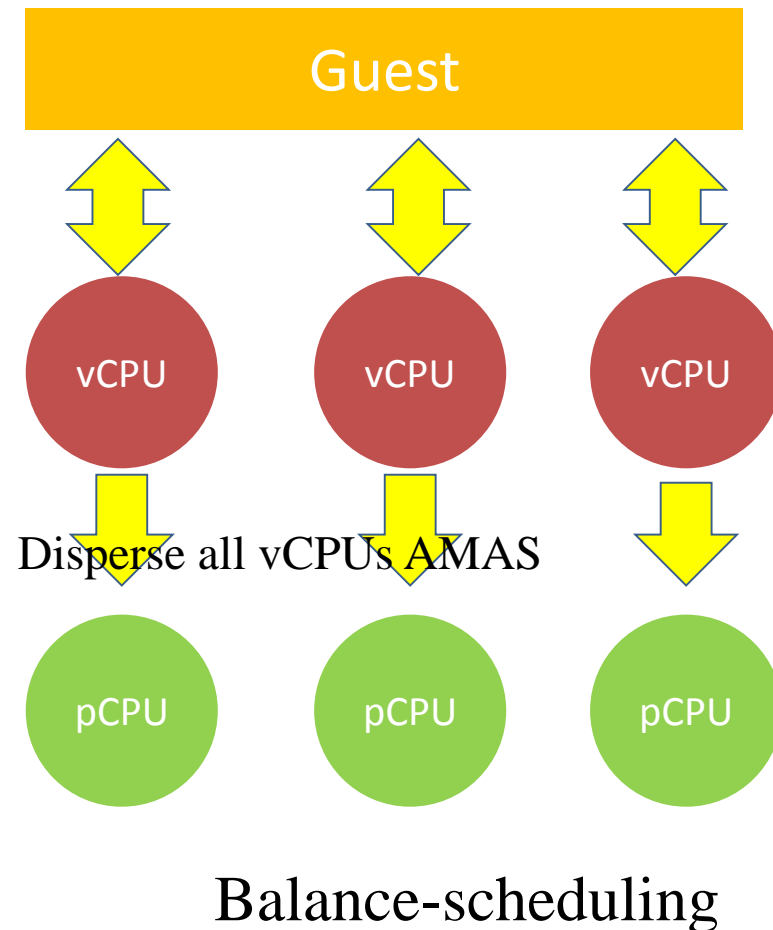 Guest
vCPU vCPU vCPU
Disperse all vCPUs AMAS
pCPU pCPU pCPU
Balance-scheduling